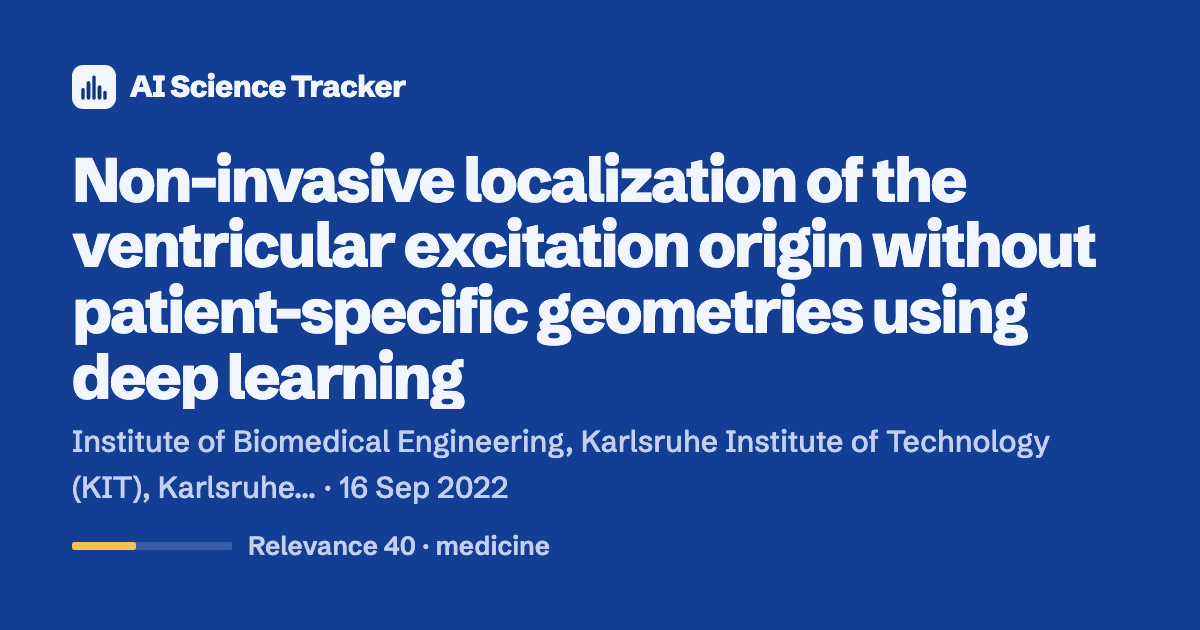 AI Science Tracker
Non-invasive localization of the
ventricular excitation origin without
patient-specific geometries using
deep learning
Institute of Biomedical Engineering, Karlsruhe Institute of Technology
(KIT), Karlsruhe... · 16 Sep 2022
Relevance 40 · medicine